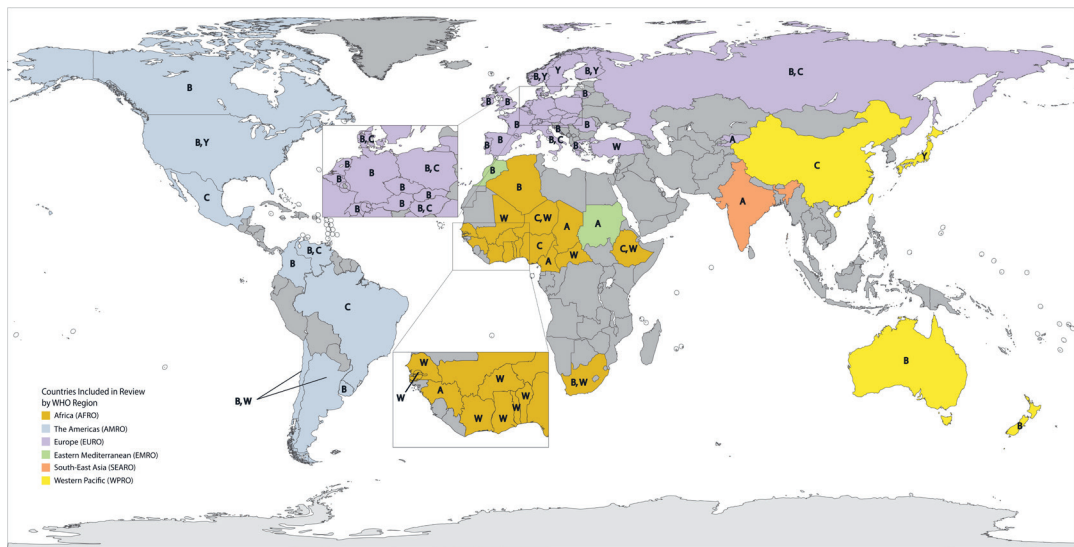 B
B, Y
C
B, C
B
C
B, W
B
B, Y
Y
B, Y
B, C
B
B
B
B
B
B
B
B
B, C
B
W
A
C
Y
A
B
B
B, C
B
B
B
B, C
B
B
B
B
B, C
B
B
W
C, W
A
A
C, W
C
A
W
B, W
W
W
A
W
W
W
W
W
B
B
Countries Included in Review
by WHO Region
Africa (AFRO)
The Americas (AMRO)
Europe (EURO)
Eastern Mediterranean (EMRO)
South-East Asia (SEARO)
Western Pacific (WPRO)